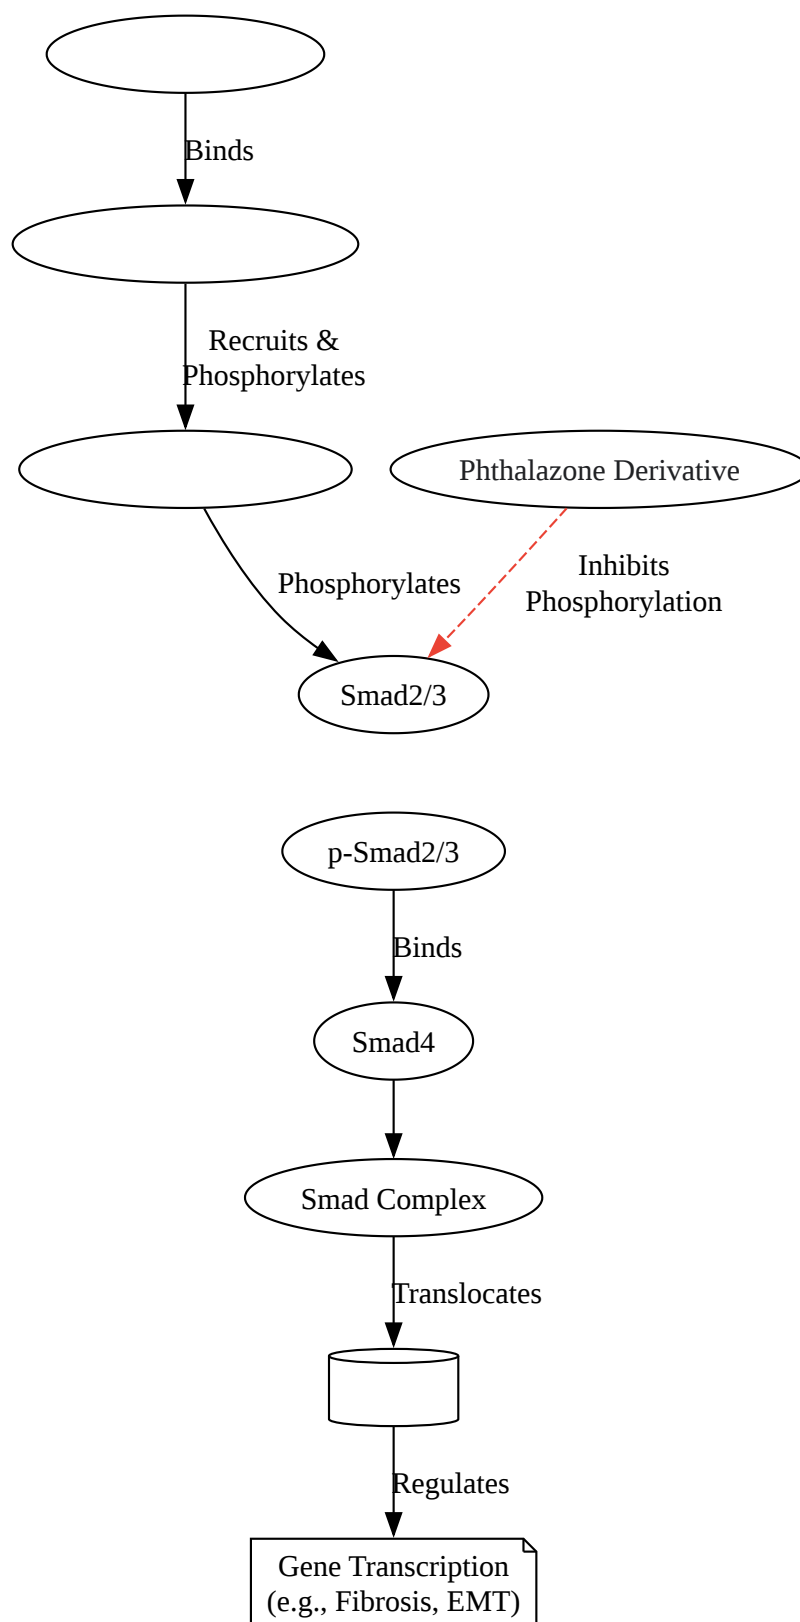 Binds
Recruits &
Phosphorylates
Phthalazone Derivative
Phosphorylates
Inhibits
Phosphorylation
Smad2/3
p-Smad2/3
Binds
Smad4
Smad Complex
Translocates
Regulates
Gene Transcription
(e.g., Fibrosis, EMT)